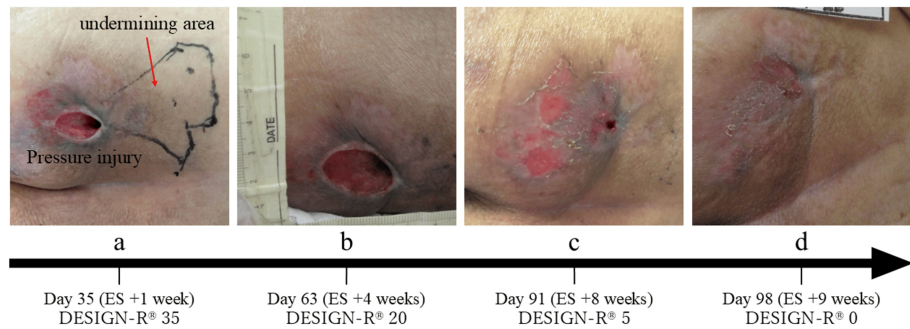 undermining area
Pressure injury
DATE
a
b
c
d
Day 35 (ES +1 week)
DESIGN-R® 35
Day 63 (ES +4 weeks)
DESIGN-R® 20
Day 91 (ES +8 weeks)
DESIGN-R® 5
Day 98 (ES +9 weeks)
DESIGN-R® 0